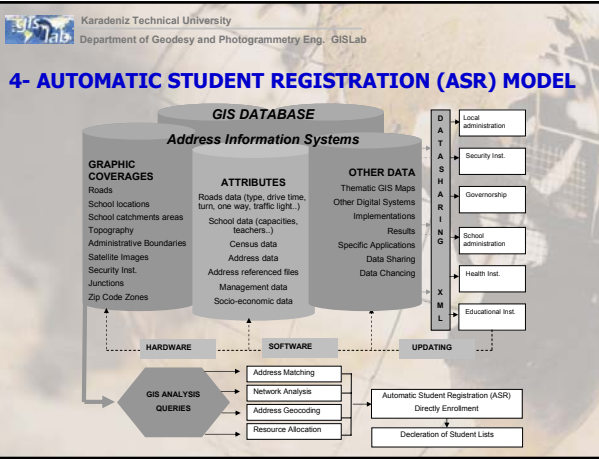 GIS lab
Karadeniz Technical University
Department of Geodesy and Photogrammetry Eng. GISLab
4- AUTOMATIC STUDENT REGISTRATION (ASR) MODEL
GIS DATABASE
Address Information Systems
GRAPHIC
COVERAGES
Roads
School locations
School catchments areas
Topography
Administrative Boundaries
Satellite Images
Security Inst.
Junctions
Zip Code Zones
ATTRIBUTES
Roads data (type, drive time,
turn, one way, traffic light..)
School data (capacities,
teachers..)
Census data
Address data
Address referenced files
Management data
Socio-economic data
OTHER DATA
Thematic GIS Maps
Other Digital Systems
Implementations
Results
Specific Applications
Data Sharing
Data Chancing
D
A
T
A
S
H
A
R
I
N
G
X
M
L
Local
administration
Security Inst.
Governorship
School
administration
Health Inst.
Educational Inst.
HARDWARE
SOFTWARE
UPDATING
GIS ANALYSIS
QUERIES
Address Matching
Network Analysis
Address Geocoding
Resource Allocation
Automatic Student Registration (ASR)
Directly Enrollment
Decleration of Student Lists